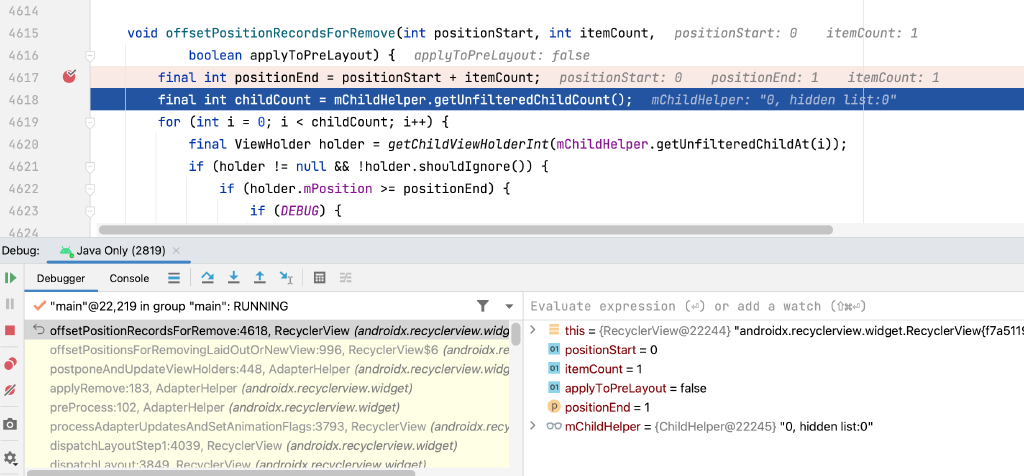 4614
4615 void offsetPositionRecordsForRemove(int positionStart, int itemCount, positionStart: 0 itemCount: 1
4616 boolean applyToPreLayout) { applyToPreLayout: false
4617 final int positionEnd = positionStart + itemCount; positionStart: 0 positionEnd: 1 itemCount: 1
4618 final int childCount = mChildHelper.getUnfilteredChildCount(); mChildHelper: "0, hidden list:0"
4619 for (int i = 0; i < childCount; i++) {
4620 final ViewHolder holder = getChildViewHolderInt(mChildHelper.getUnfilteredChildAt(i));
4621 if (holder != null && !holder.shouldIgnore()) {
4622 if (holder.mPosition >= positionEnd) {
4623 if (DEBUG) {
4624
Debug: Java Only (2819)
Debugger Console
"main"@22,219 in group "main": RUNNING
Evaluate expression (⏎) or add a watch (⇧⌘⏎)
offsetPositionRecordsForRemove:4618, RecyclerView (androidx.recyclerview.widg
offsetPositionsForRemovingLaidOutOrNewView:996, RecyclerView$6 (androidx.re
postponeAndUpdateViewHolders:448, AdapterHelper (androidx.recyclerview.widg
applyRemove:183, AdapterHelper (androidx.recyclerview.widget)
preProcess:102, AdapterHelper (androidx.recyclerview.widget)
processAdapterUpdatesAndSetAnimationFlags:3793, RecyclerView (androidx.recy
dispatchLayoutStep1:4039, RecyclerView (androidx.recyclerview.widget)
dispatchLayout:3849, RecyclerView (androidx.recyclerview.widget)
this = {RecyclerView@22244} "androidx.recyclerview.widget.RecyclerView{f7a5119
positionStart = 0
itemCount = 1
applyToPreLayout = false
positionEnd = 1
mChildHelper = {ChildHelper@22245} "0, hidden list:0"